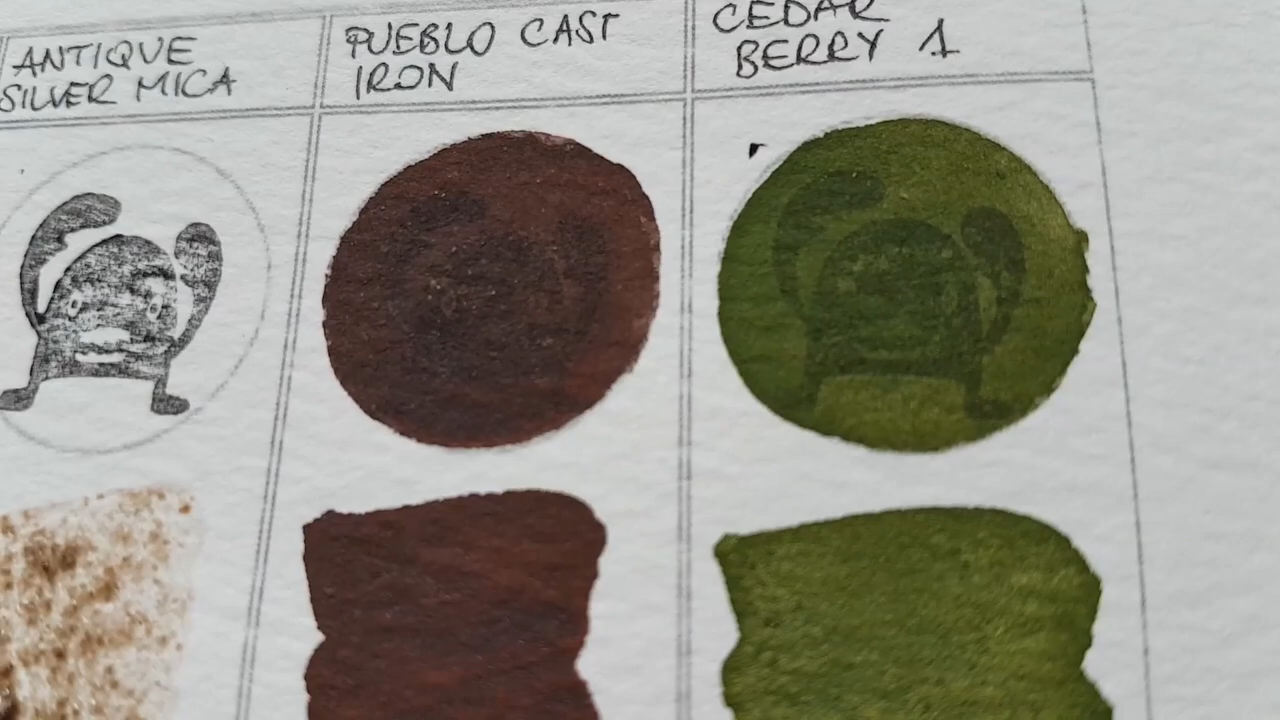 ANTIQUE
SILVER MICA
PUEBLO CAST
IRON
CEDAR
BERRY 1